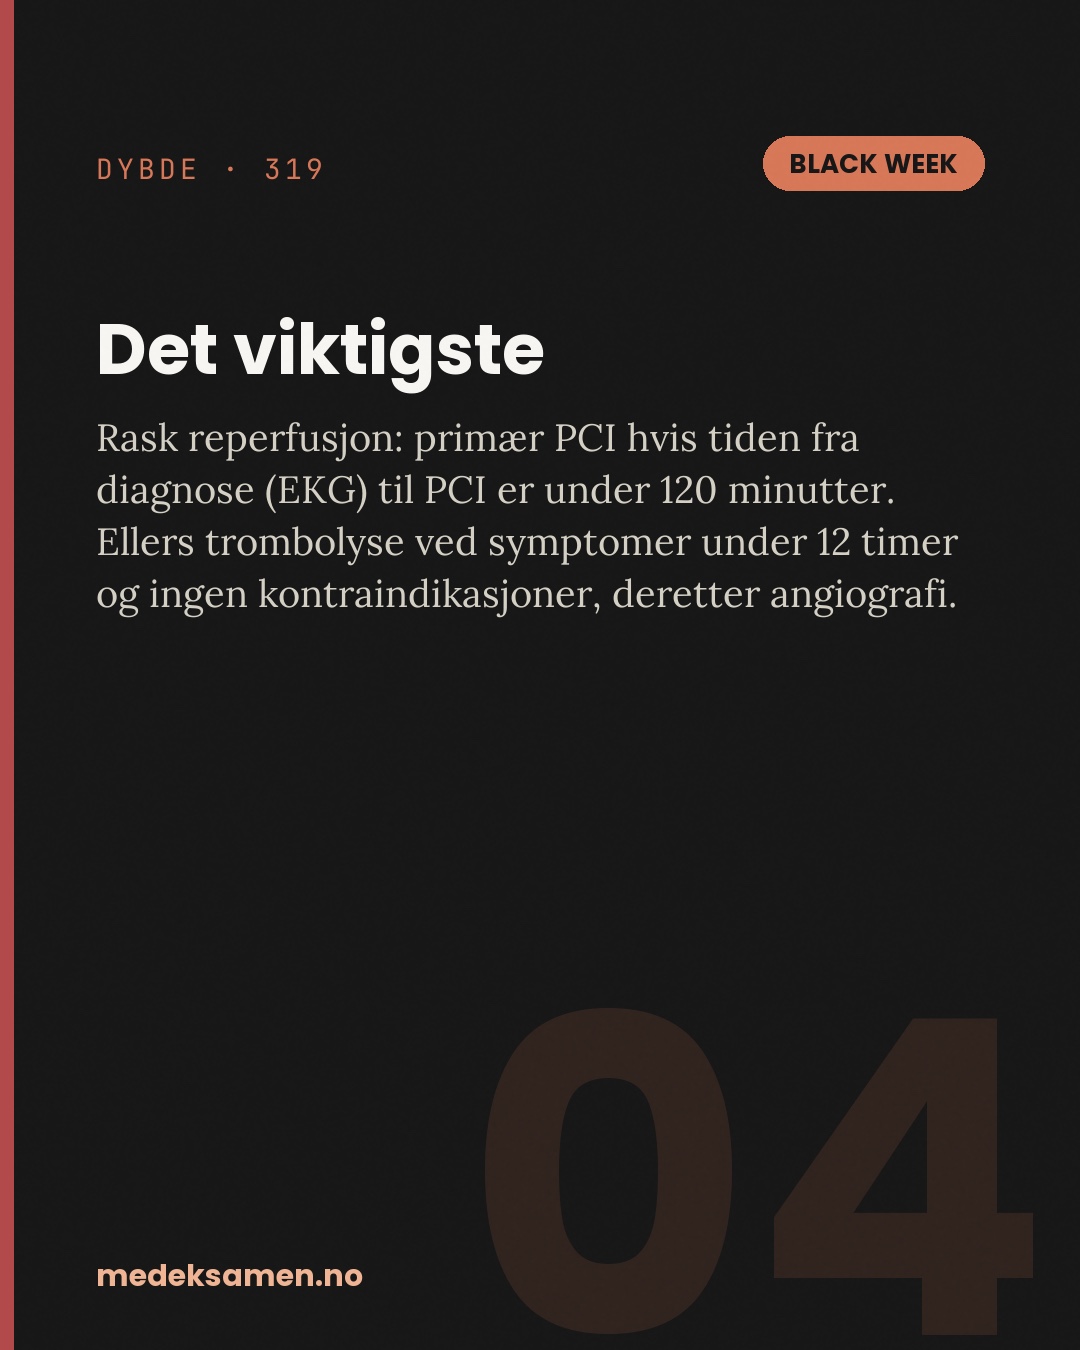 DYBDE · 319
BLACK WEEK
Det viktigste
Rask reperfusjon: primær PCI hvis tiden fra
diagnose (EKG) til PCI er under 120 minutter.
Ellers trombolyse ved symptomer under 12 timer
og ingen kontraindikasjoner, deretter angiografi.
04
medeksamen.no